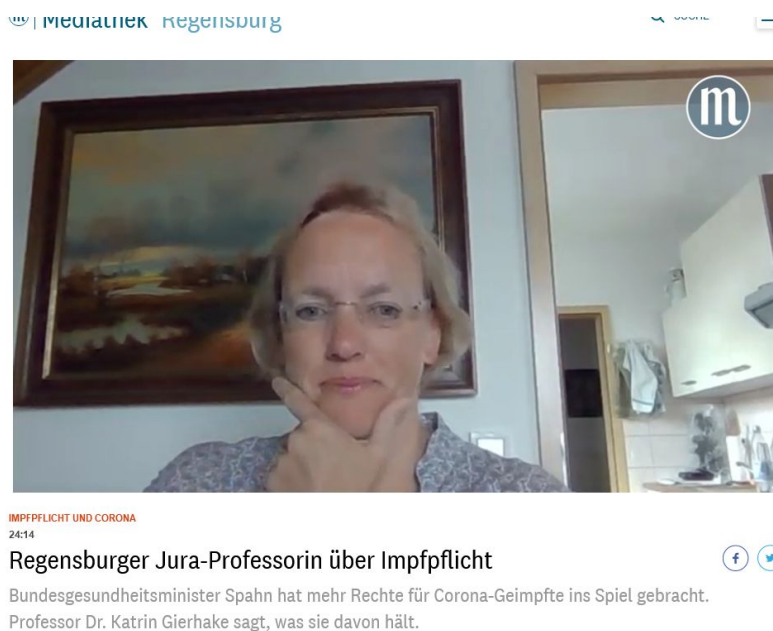 m | Mediathek Regensburg
SUCHE
m
IMPFPFLICHT UND CORONA
24:14
Regensburger Jura-Professorin über Impfpflicht
Bundesgesundheitsminister Spahn hat mehr Rechte für Corona-Geimpfte ins Spiel gebracht.
Professor Dr. Katrin Gierhake sagt, was sie davon hält.